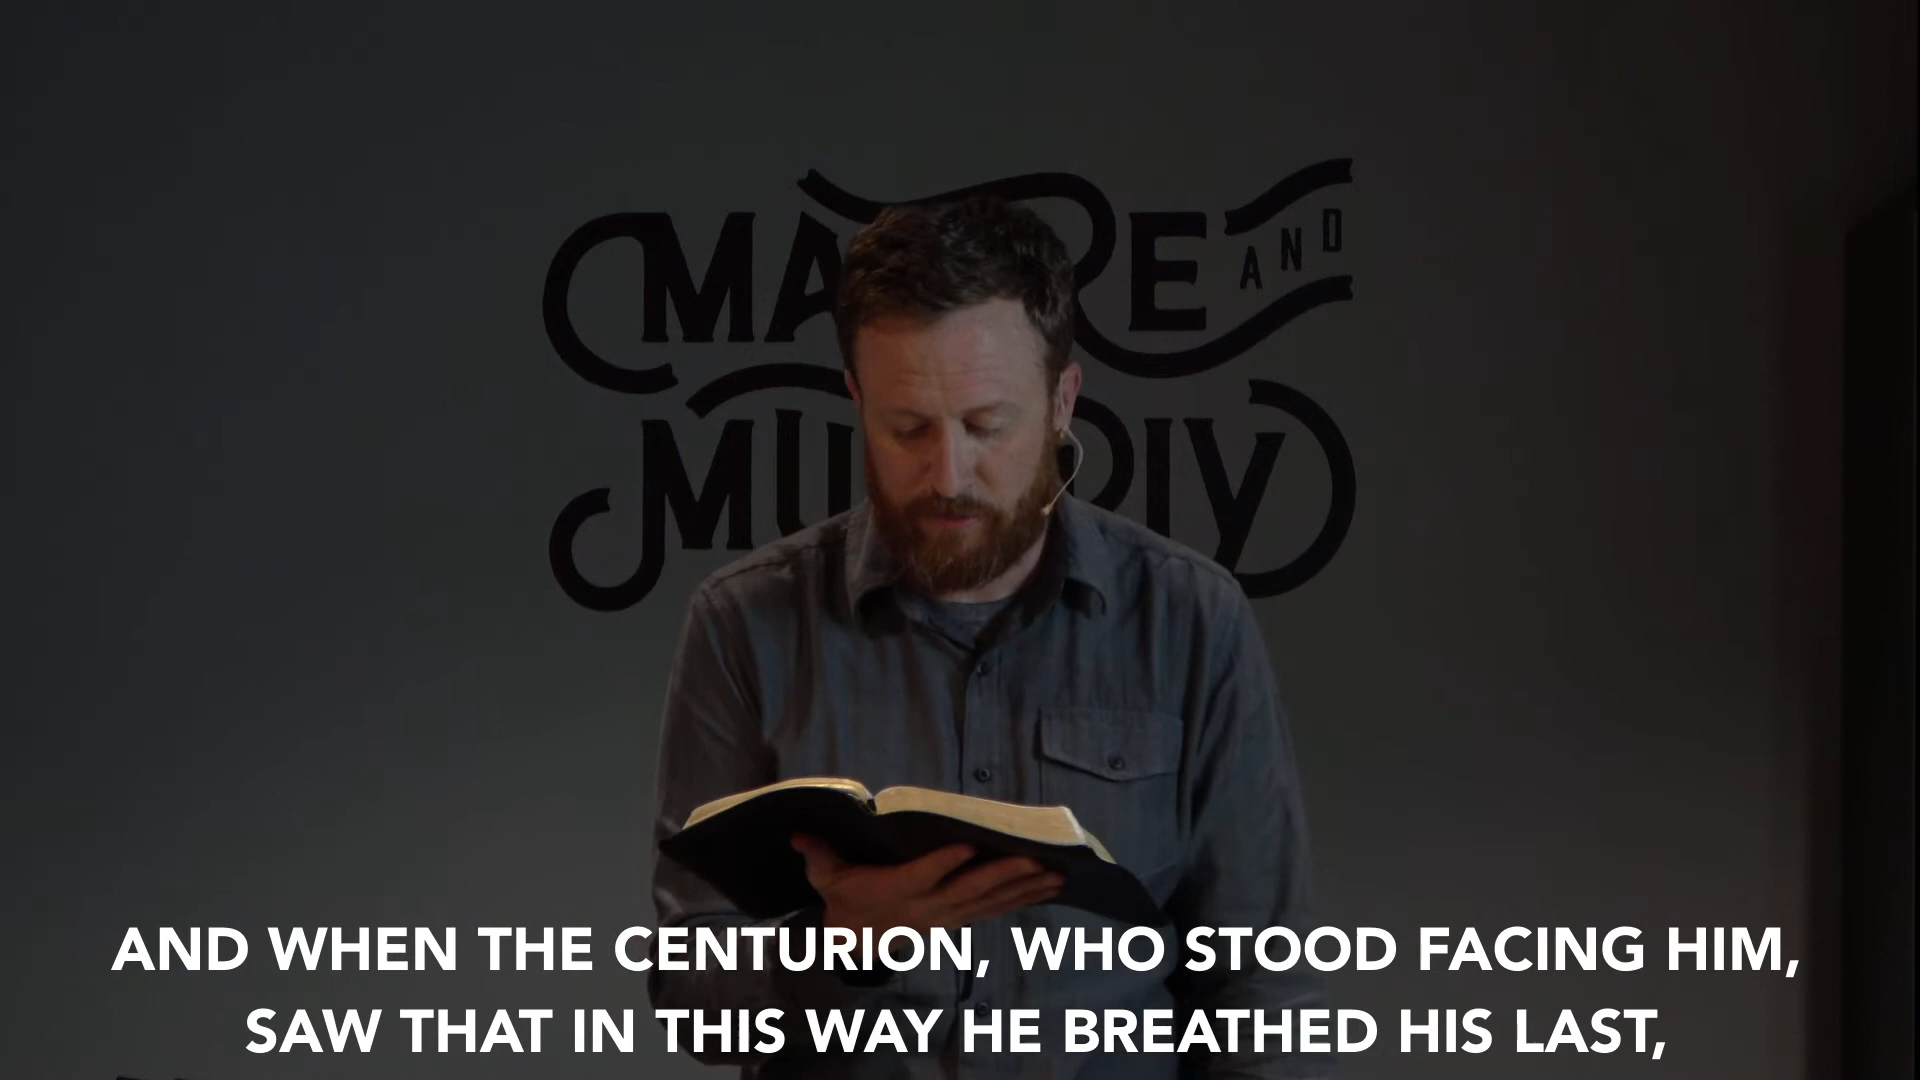 AND
AND WHEN THE CENTURION, WHO STOOD FACING HIM,
SAW THAT IN THIS WAY HE BREATHED HIS LAST,